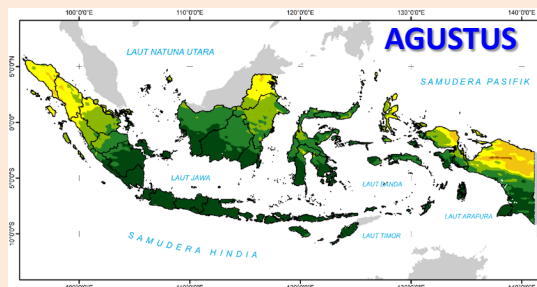 100°0'0"E 110°0'0"E 120°0'0"E 130°0'0"E 140°0'0"E
AGUSTUS
LAUT NATUNA UTARA
SAMUDERA PASIFIK
5°0'0"N
0°0'0"
5°0'0"S
10°0'0"S
LAUT JAWA
LAUT BANDA
LAUT ARAFURA
LAUT TIMOR
SAMUDERA HINDIA